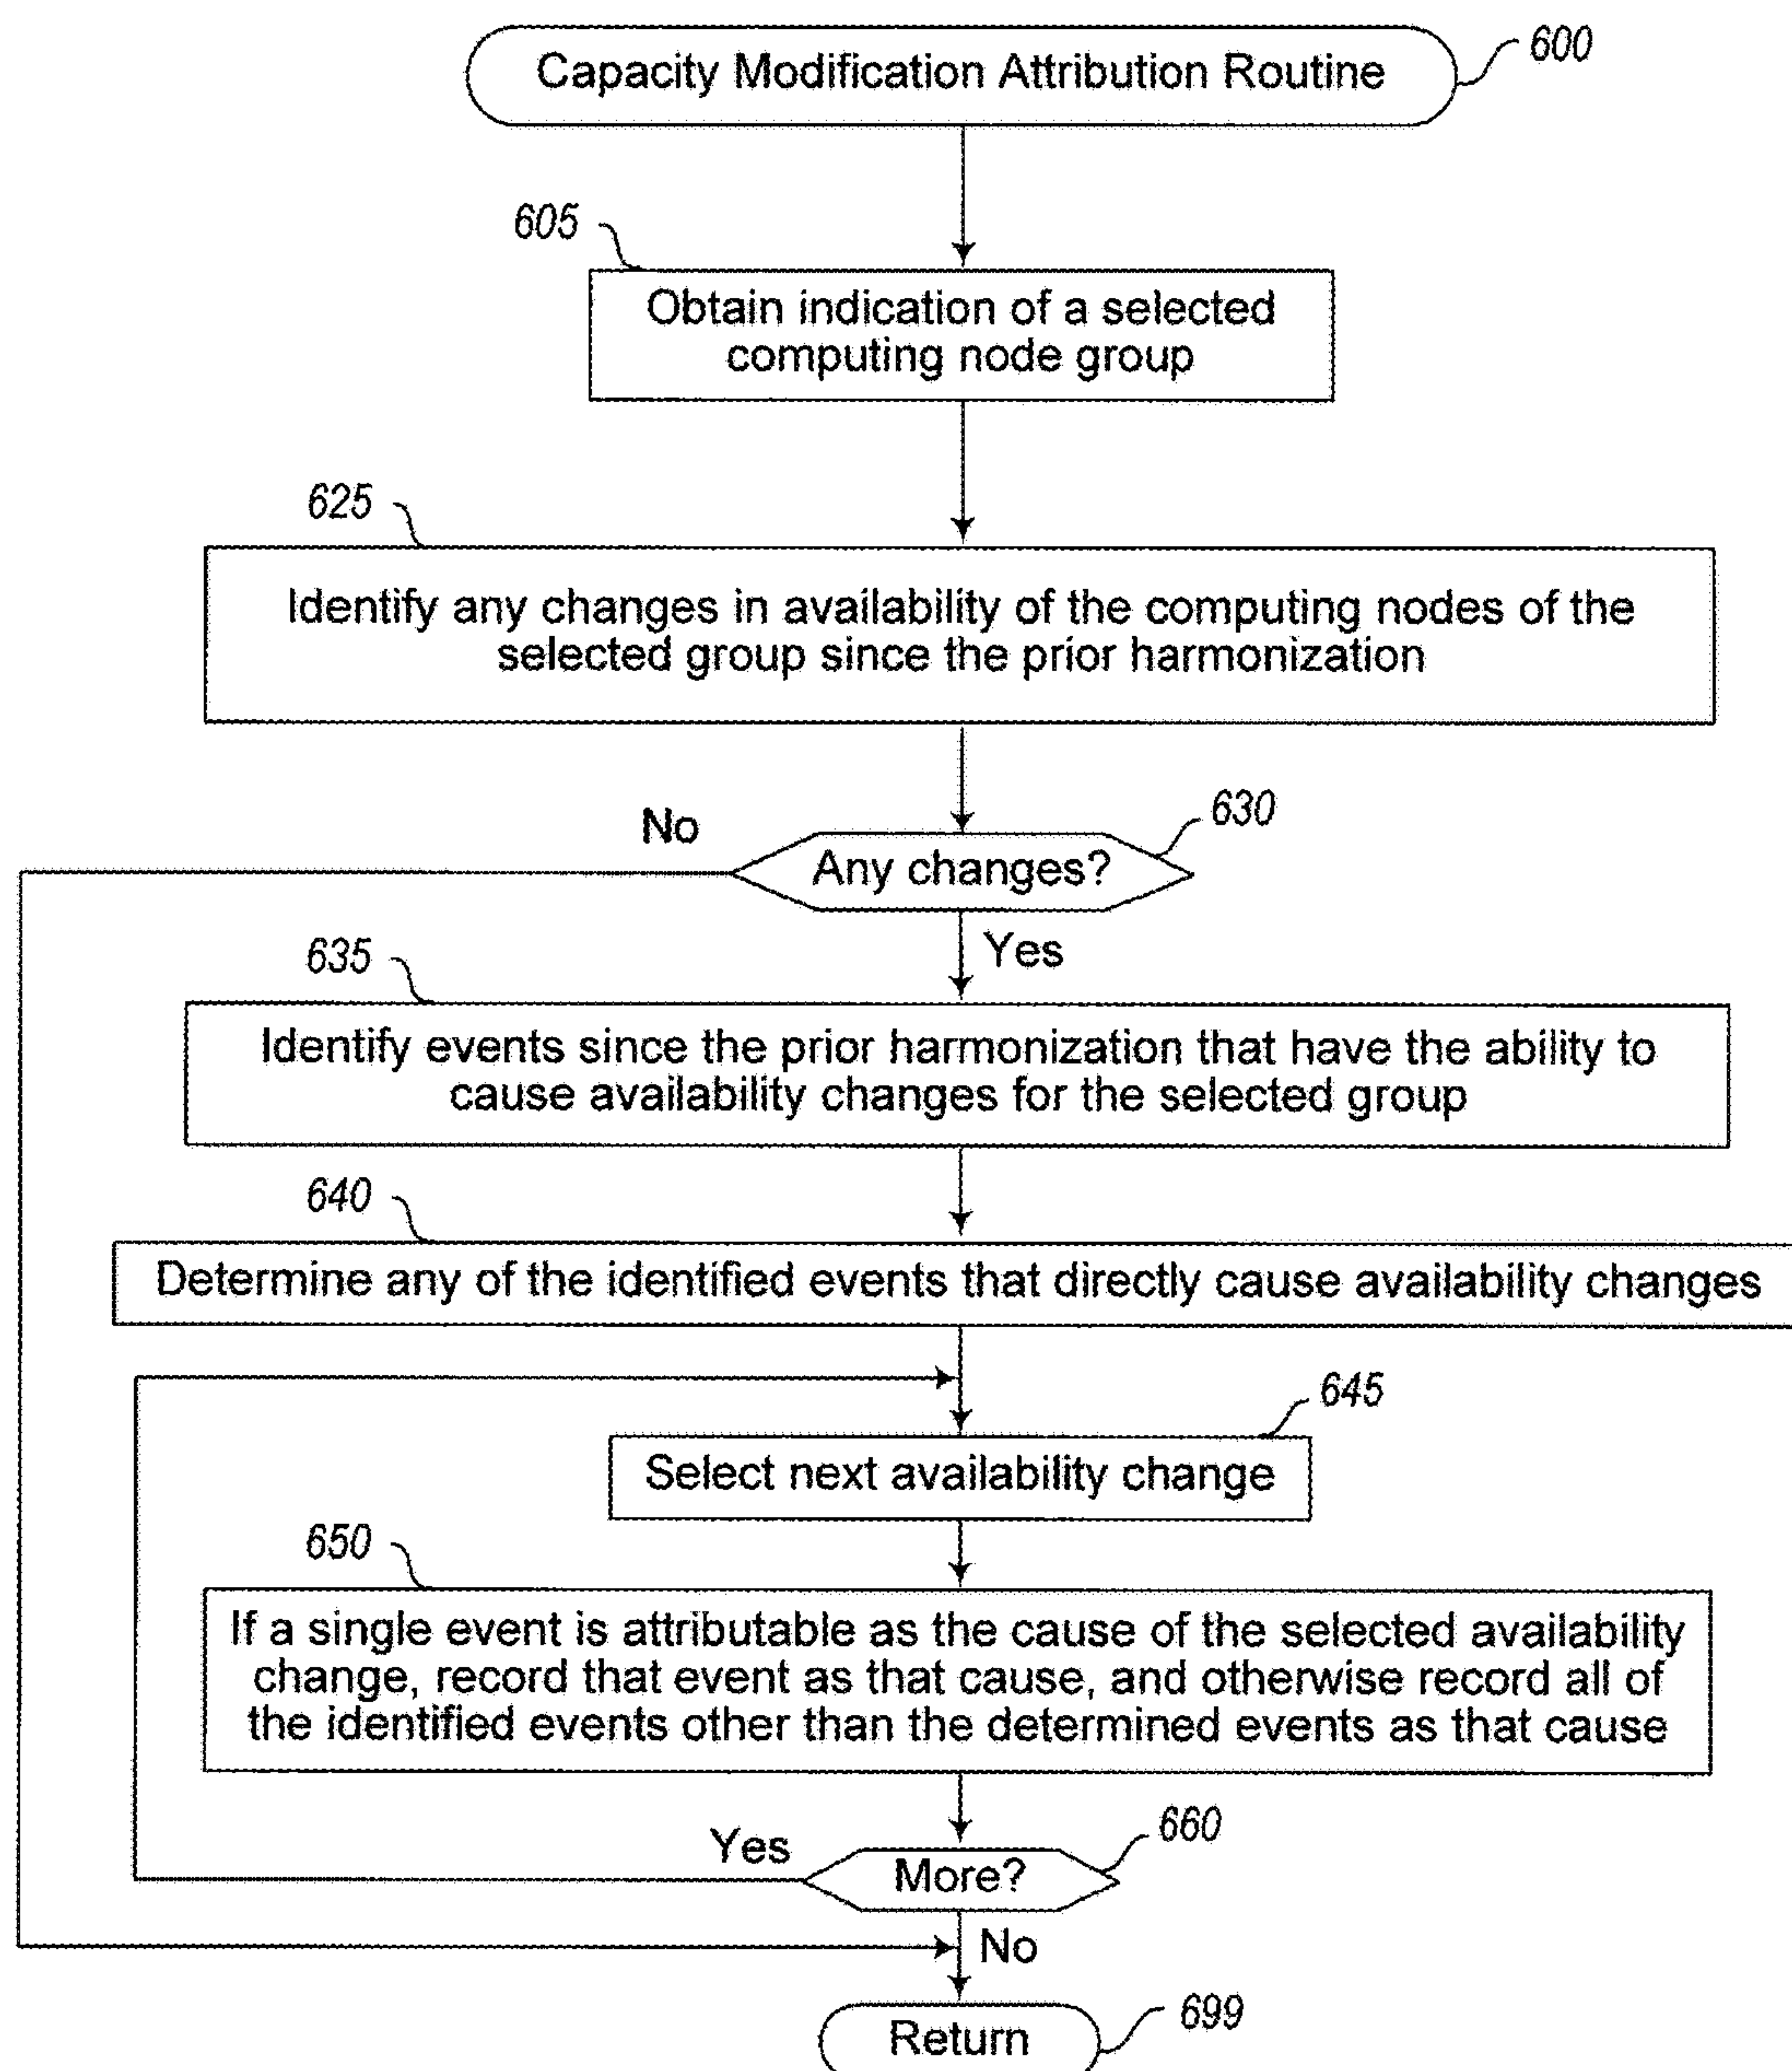 Capacity Modification Attribution Routine
600
605
Obtain indication of a selected
computing node group
625
Identify any changes in availability of the computing nodes of the
selected group since the prior harmonization
630
No
Any changes?
Yes
635
Identify events since the prior harmonization that have the ability to
cause availability changes for the selected group
640
Determine any of the identified events that directly cause availability changes
645
Select next availability change
650
If a single event is attributable as the cause of the selected availability
change, record that event as that cause, and otherwise record all of
the identified events other than the determined events as that cause
660
Yes
More?
No
699
Return